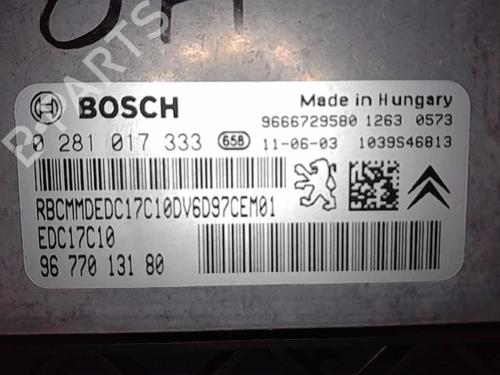 BOSCH
Made in Hungary
9666729580 1263 0573
0 281 017 333 65B 11-06-03 1039S46813
RBCMMDEDC17C10DV6D97CEM01
EDC17C10
96 770 131 80
B-PARTS